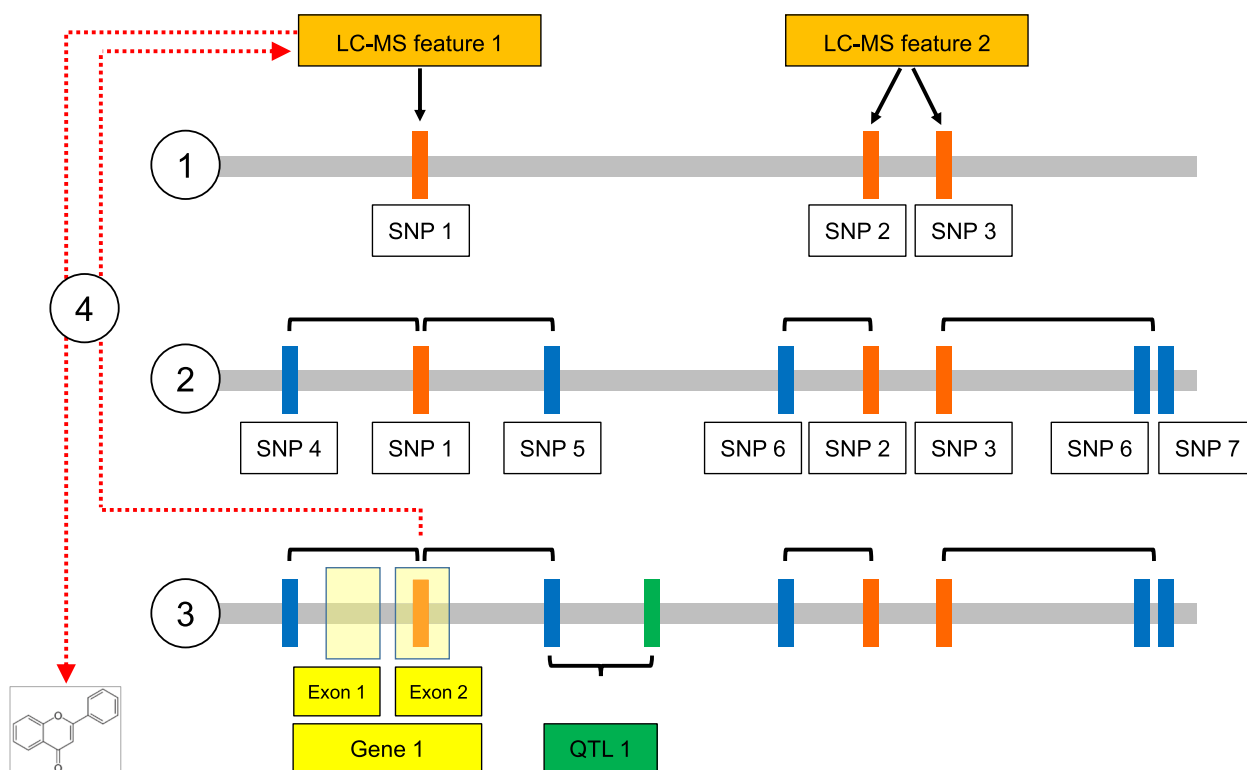 LC-MS feature 1
LC-MS feature 2
1
SNP 1
SNP 2
SNP 3
4
2
SNP 4
SNP 1
SNP 5
SNP 6
SNP 2
SNP 3
SNP 6
SNP 7
3
Exon 1
Exon 2
Gene 1
QTL 1
O
O